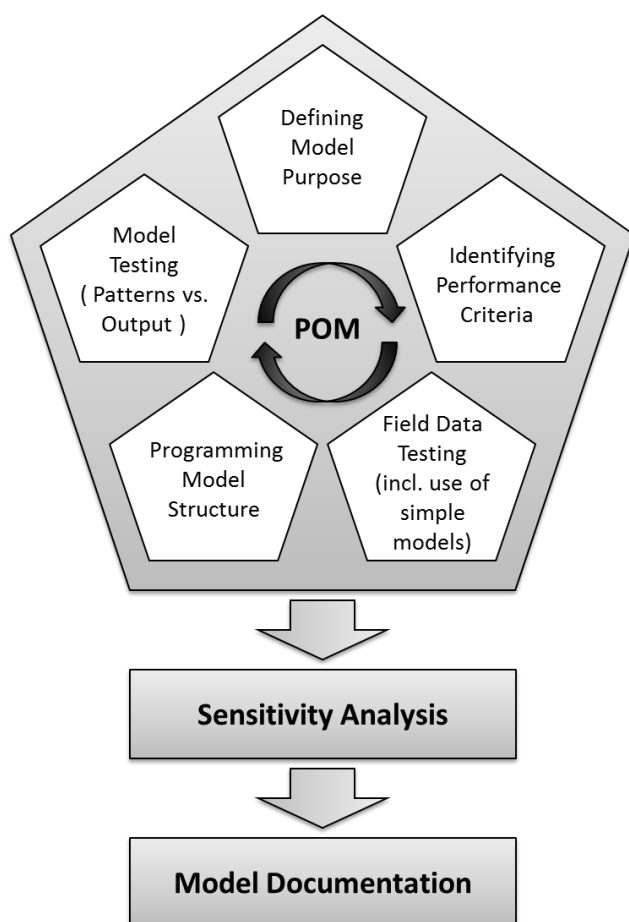 Defining
Model
Purpose
Model
Testing
( Patterns vs.
Output )
Identifying
Performance
Criteria
POM
Programming
Model
Structure
Field Data
Testing
(incl. use of
simple
models)
Sensitivity Analysis
Model Documentation